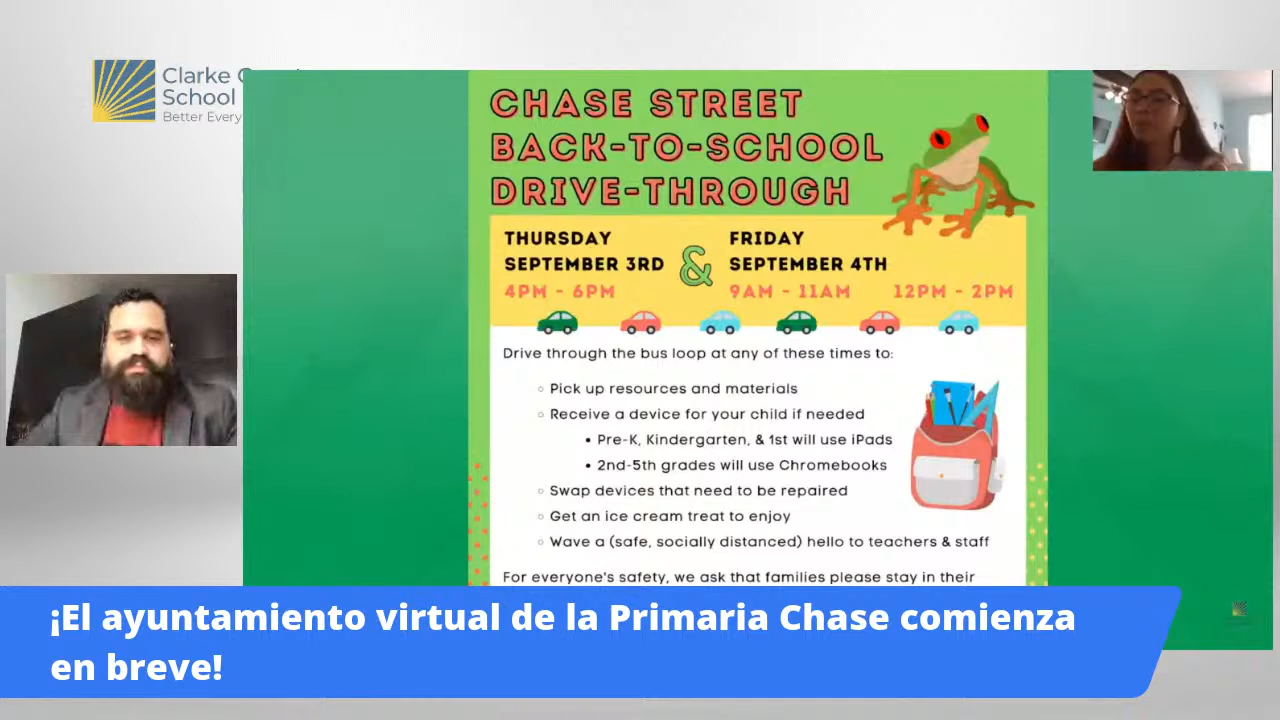 Clarke
School
Better Every
CHASE STREET
BACK-TO-SCHOOL
DRIVE-THROUGH
THURSDAY
SEPTEMBER 3RD
4PM - 6PM
&
FRIDAY
SEPTEMBER 4TH
9AM - 11AM 12PM - 2PM
Drive through the bus loop at any of these times to:
Pick up resources and materials
Receive a device for your child if needed
Pre-K, Kindergarten, & 1st will use iPads
2nd-5th grades will use Chromebooks
Swap devices that need to be repaired
Get an ice cream treat to enjoy
Wave a (safe, socially distanced) hello to teachers & staff
For everyone's safety, we ask that families please stay in their
¡El ayuntamiento virtual de la Primaria Chase comienza
en breve!